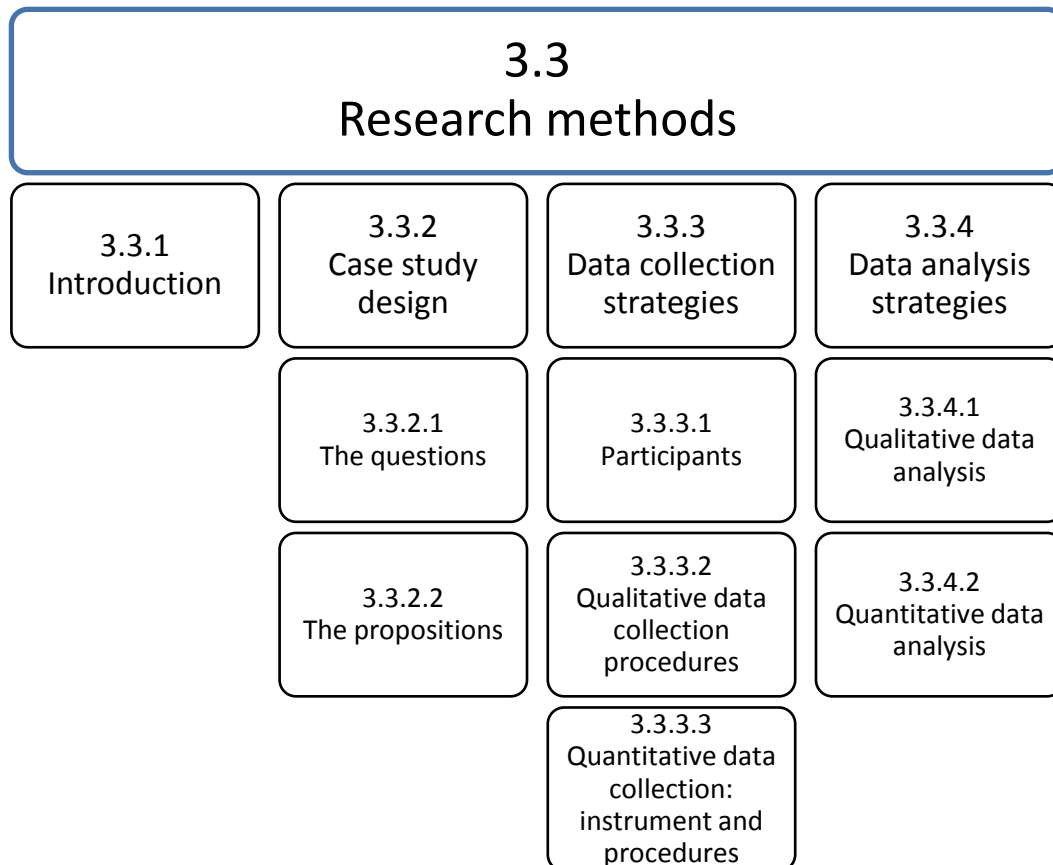 3.3
Research methods
3.3.1
Introduction
3.3.2
Case study
design
3.3.3
Data collection
strategies
3.3.4
Data analysis
strategies
3.3.2.1
The questions
3.3.3.1
Participants
3.3.4.1
Qualitative data
analysis
3.3.2.2
The propositions
3.3.3.2
Qualitative data
collection
procedures
3.3.4.2
Quantitative data
analysis
3.3.3.3
Quantitative data
collection:
instrument and
procedures